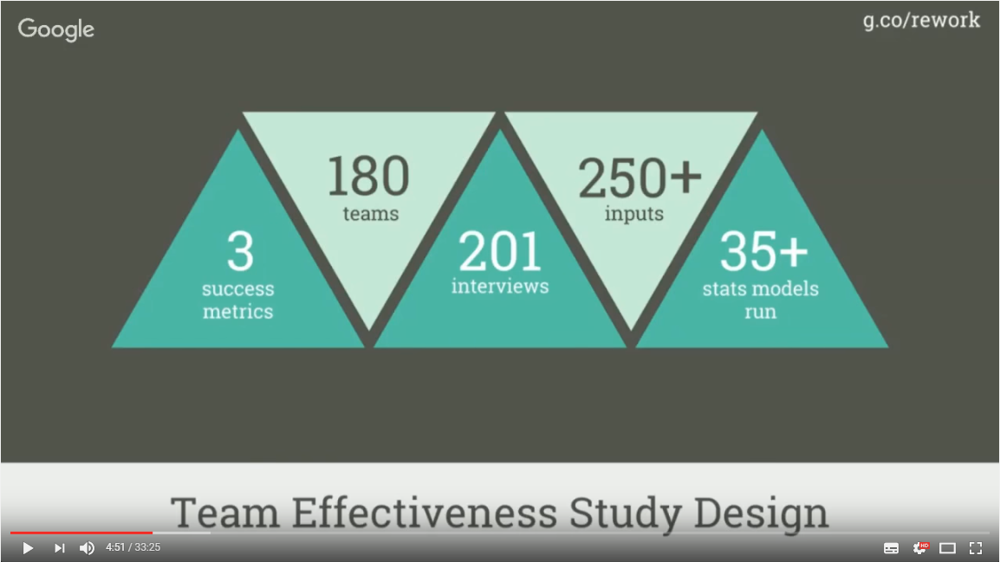 Google
g.co/rework
3
success
metrics
180
teams
201
interviews
250+
inputs
35+
stats models
run
Team Effectiveness Study Design
4:51 / 33:25
HD